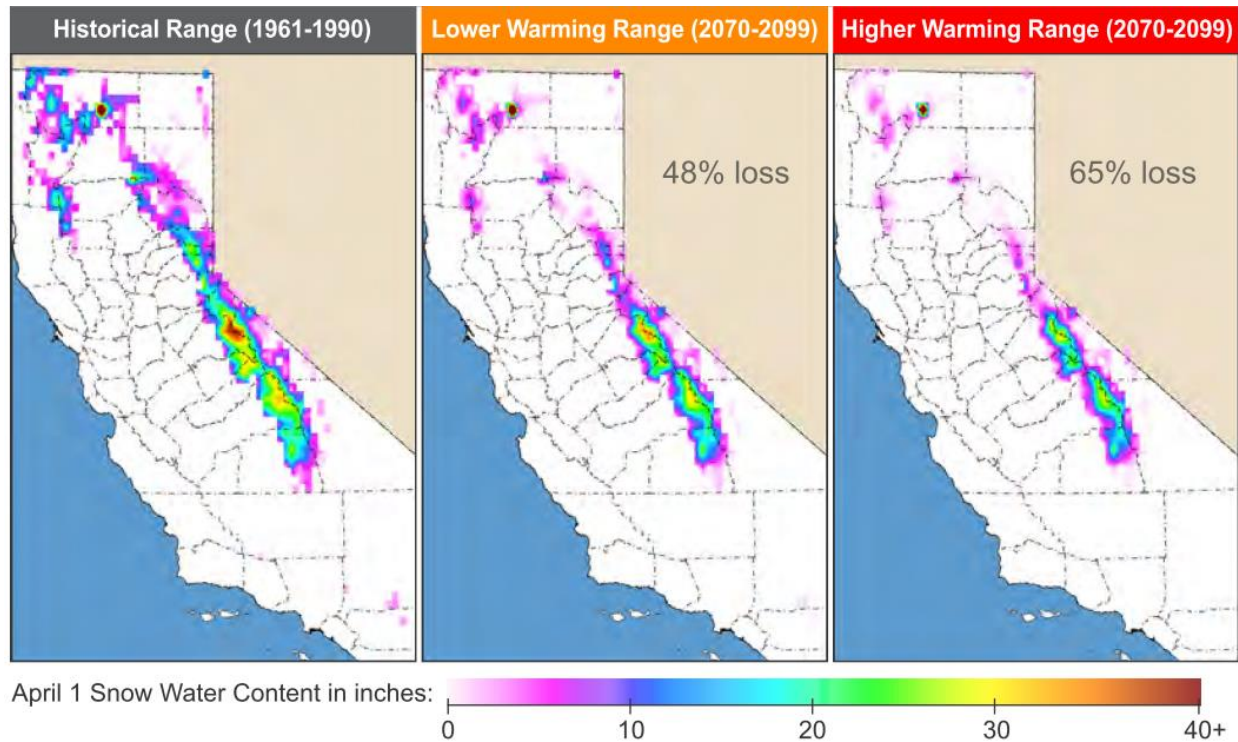 Historical Range (1961-1990)
Lower Warming Range (2070-2099)
Higher Warming Range (2070-2099)
48% loss
65% loss
April 1 Snow Water Content in inches:
0 10 20 30 40+